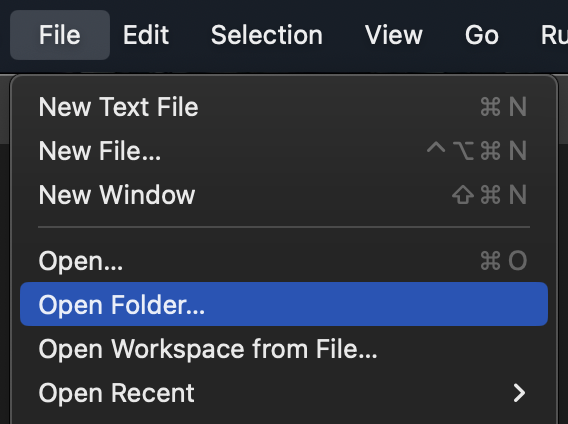 File Edit Selection View Go Ru
New Text File ⌘ N
New File... ^ ⌥ ⌘ N
New Window ⇧ ⌘ N
Open... ⌘ O
Open Folder...
Open Workspace from File...
Open Recent >